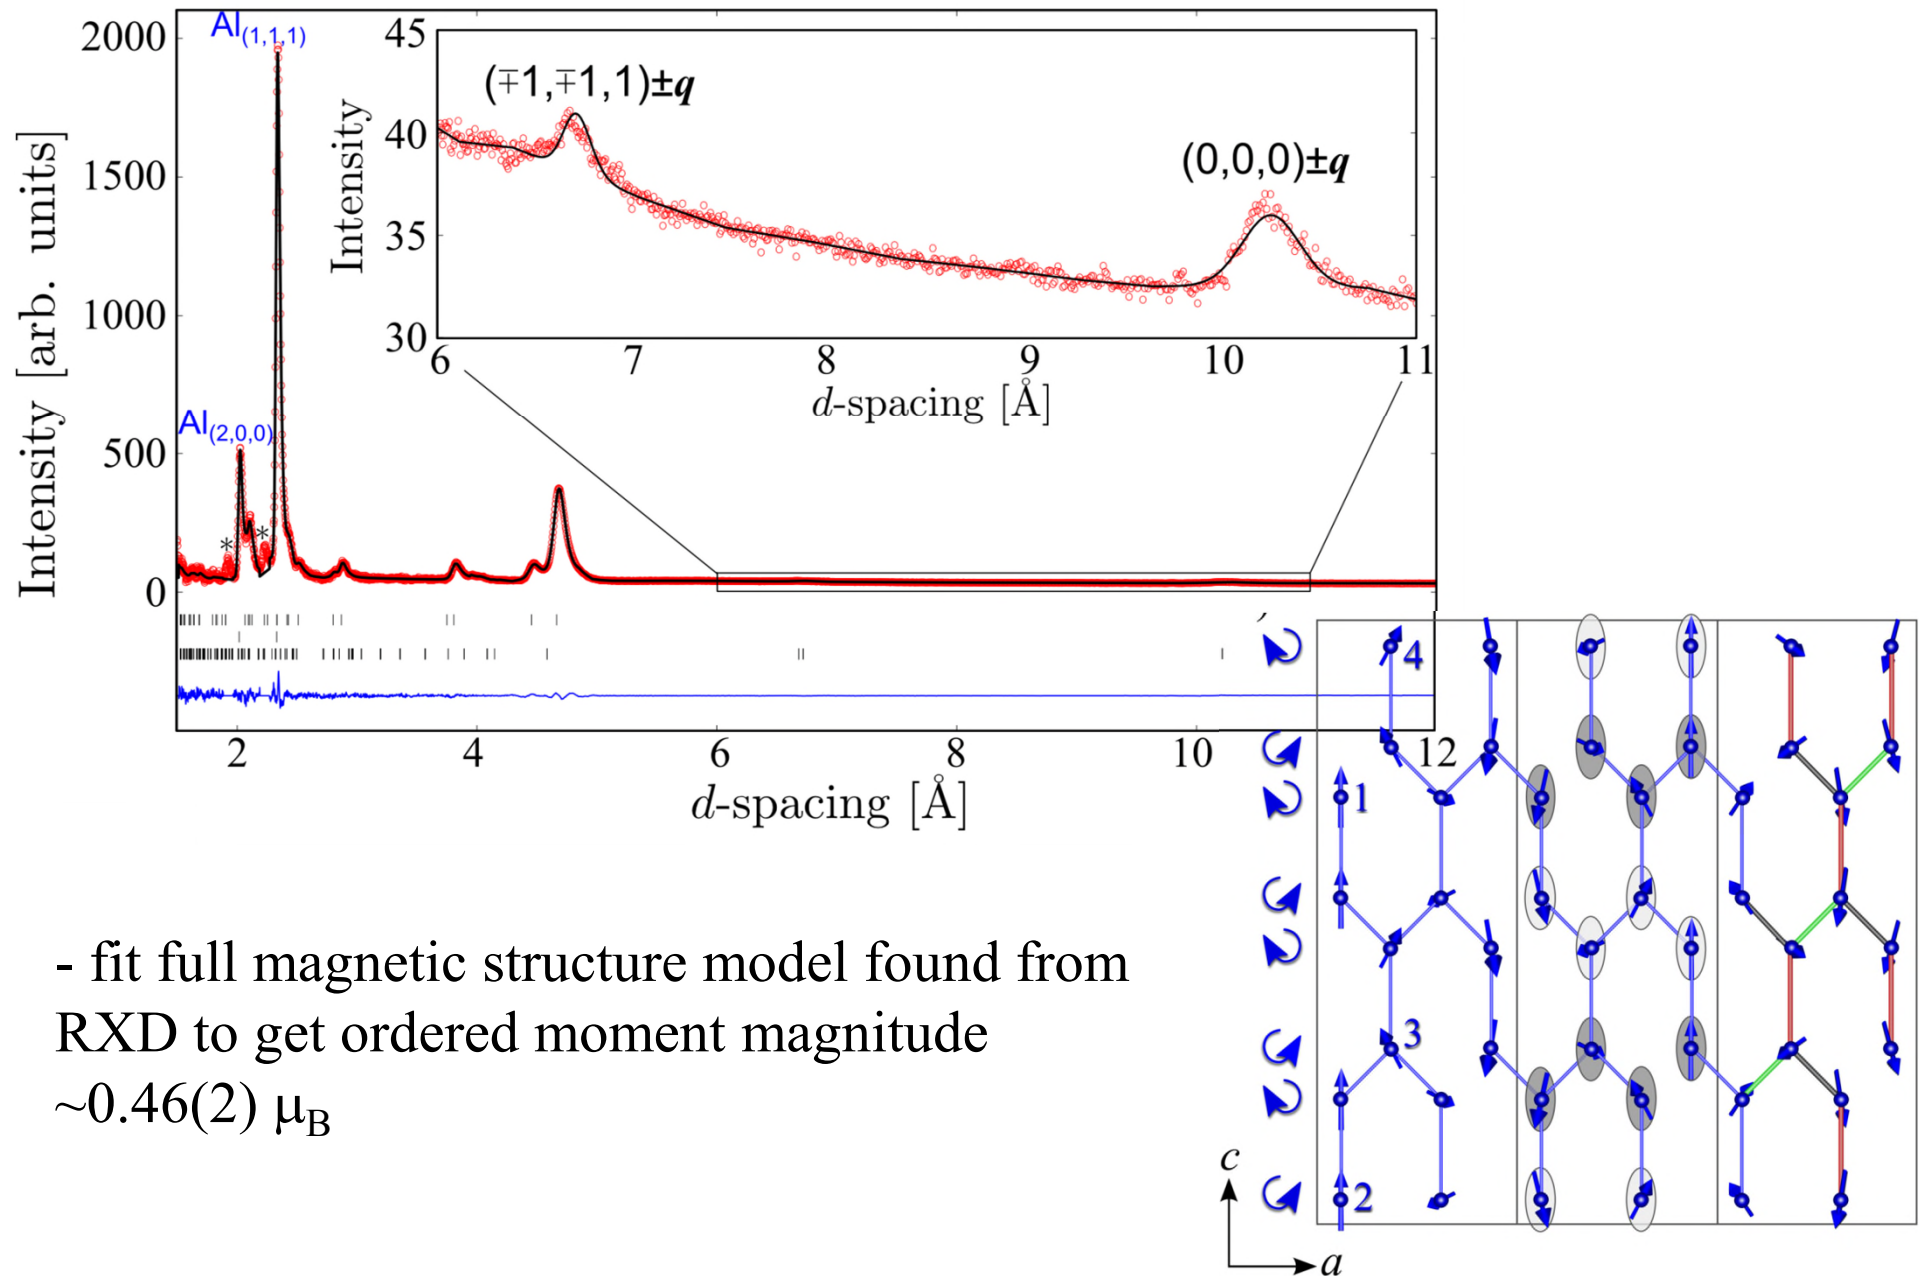 Al(1,1,1)
2000
1500
1000
500
0
Intensity [arb. units]
Al(2,0,0)
*
*
45
40
35
30
Intensity
(∓1,∓1,1)±q
(0,0,0)±q
6 7 8 9 10 11
d-spacing [Å]
2 4 6 8 10 12
d-spacing [Å]
- fit full magnetic structure model found from
RXD to get ordered moment magnitude
~0.46(2) μB
4
1
3
2
c
a